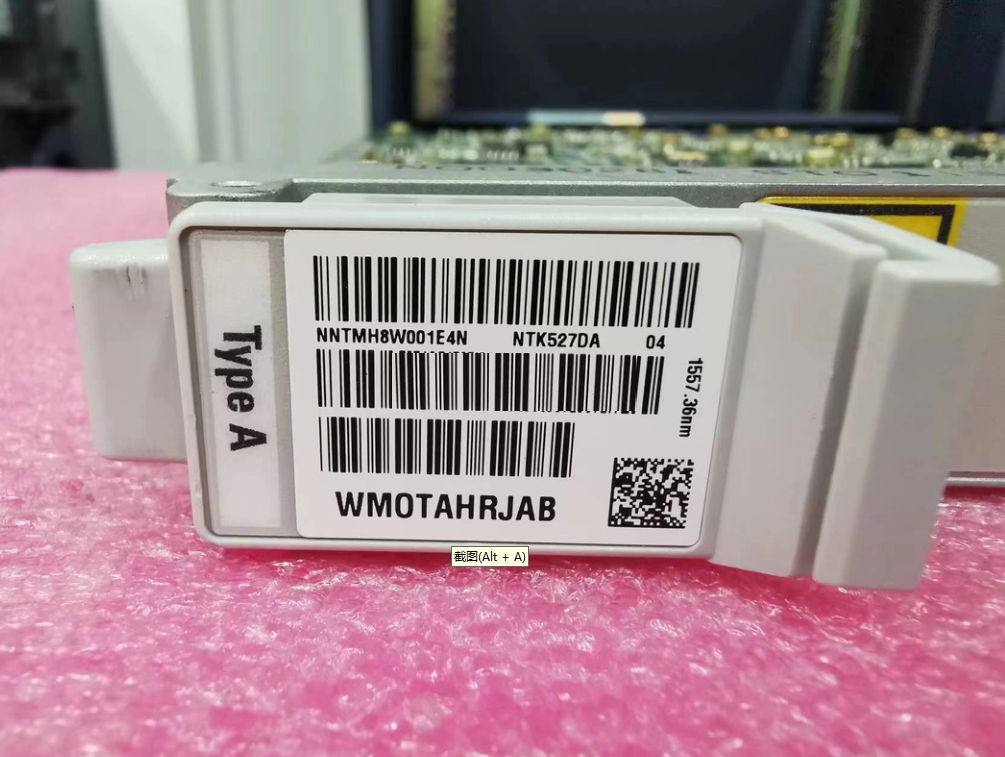 Type A
NNTMH8W001E4N NTK527DA 04
1557.36nm
WMOTAHRJAB
截图(Alt + A)